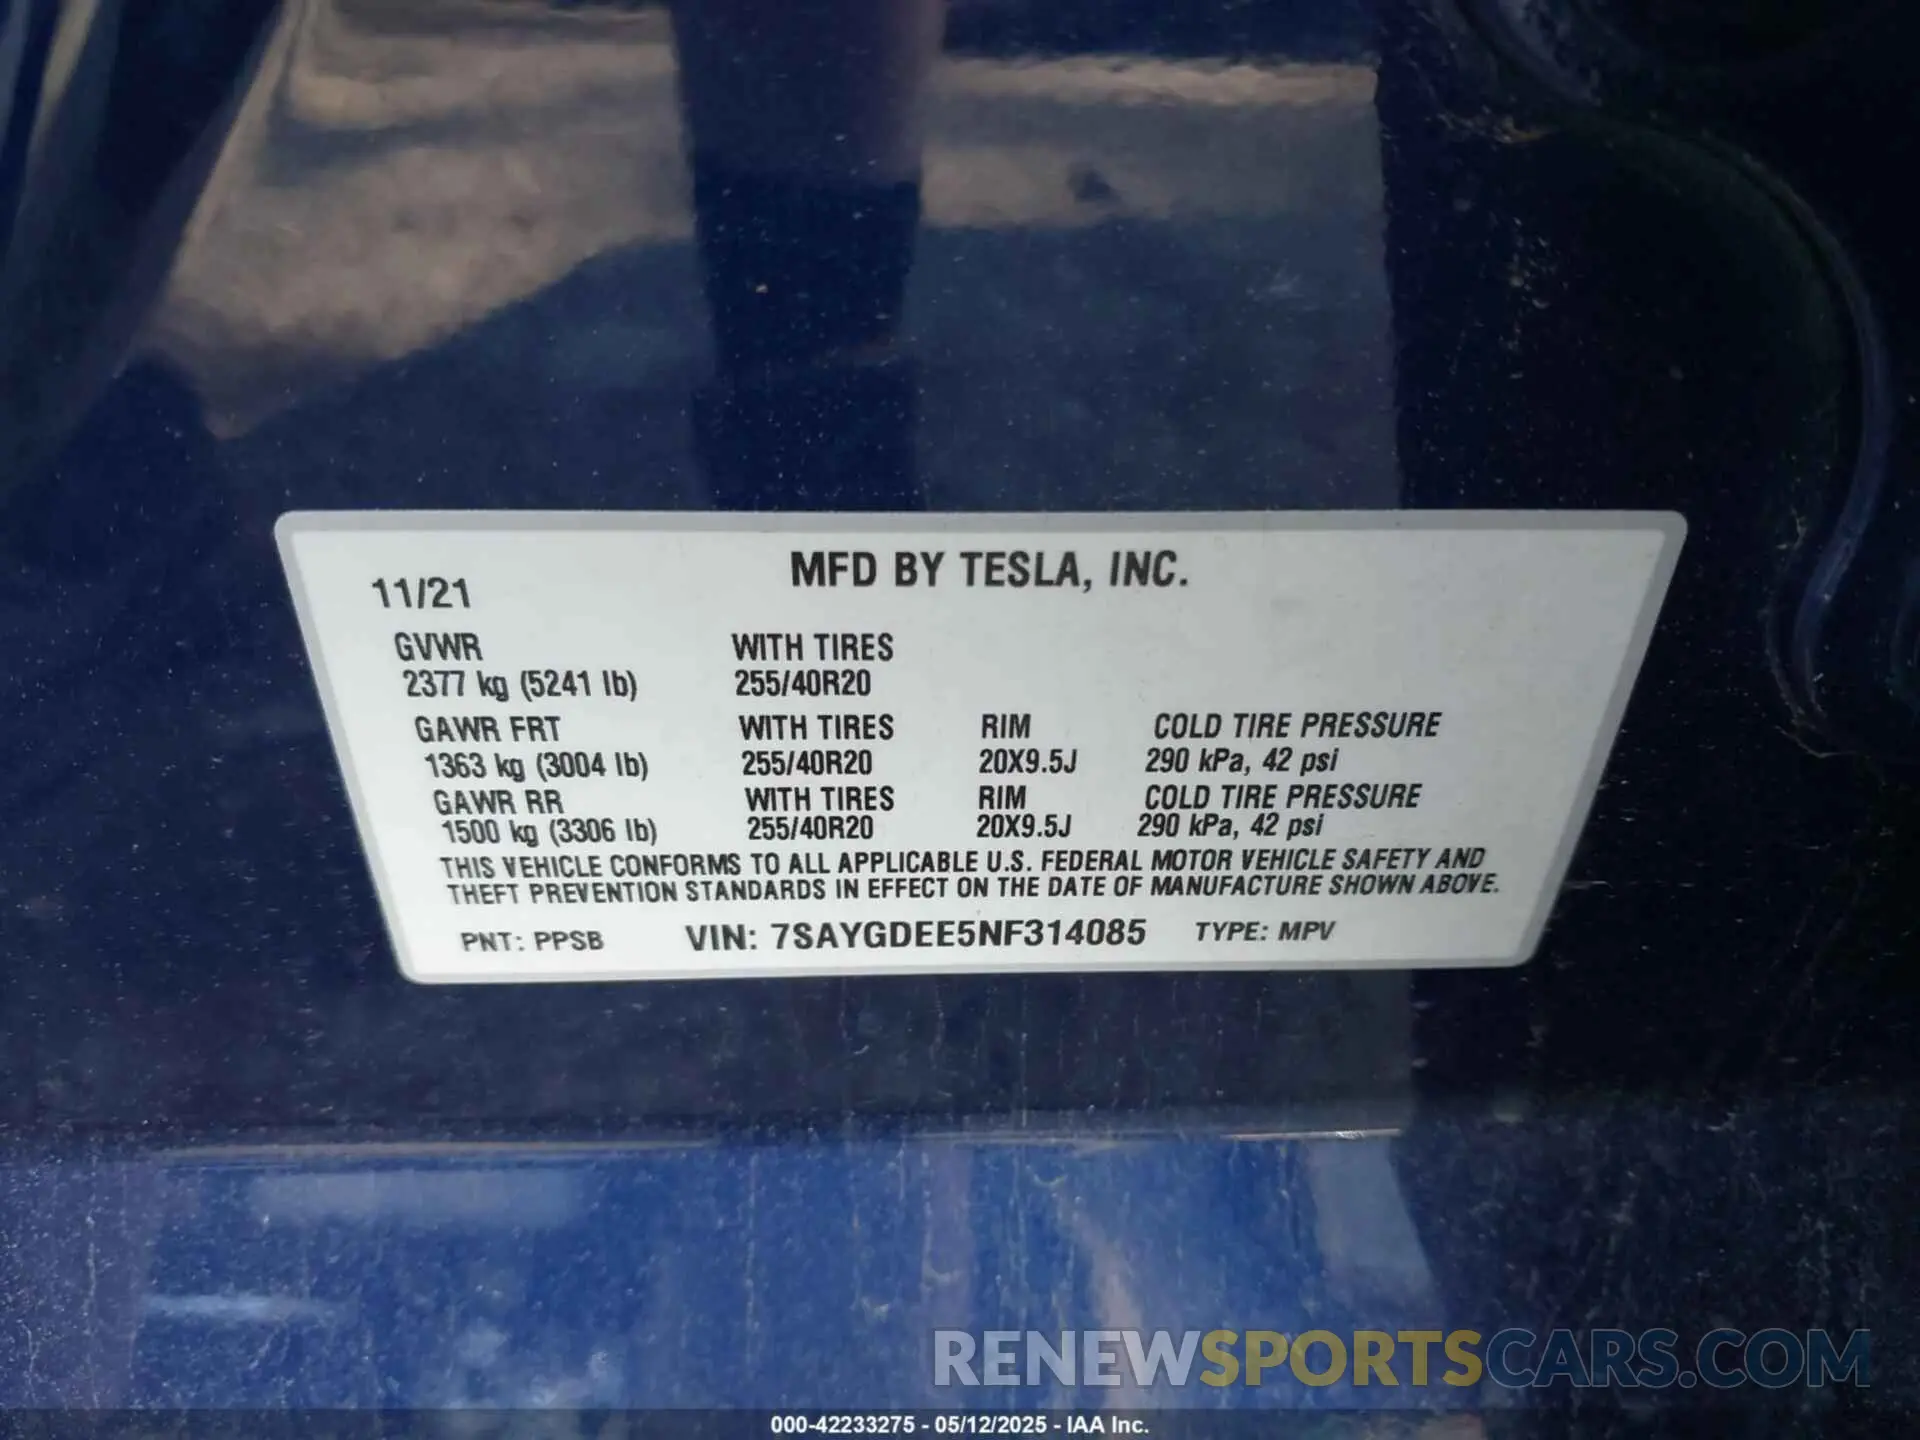 MFD BY TESLA, INC.
11/21
GVWR WITH TIRES
2377 kg (5241 lb) 255/40R20
GAWR FRT WITH TIRES RIM COLD TIRE PRESSURE
1363 kg (3004 lb) 255/40R20 20X9.5J 290 kPa, 42 psi
GAWR RR WITH TIRES RIM COLD TIRE PRESSURE
1500 kg (3306 lb) 255/40R20 20X9.5J 290 kPa, 42 psi
THIS VEHICLE CONFORMS TO ALL APPLICABLE U.S. FEDERAL MOTOR VEHICLE SAFETY AND
THEFT PREVENTION STANDARDS IN EFFECT ON THE DATE OF MANUFACTURE SHOWN ABOVE.
PNT: PPSB VIN: 7SAYGDEE5NF314085 TYPE: MPV
RENEWSPORTSCARS.COM
000-42233275 - 05/12/2025 - IAA Inc.